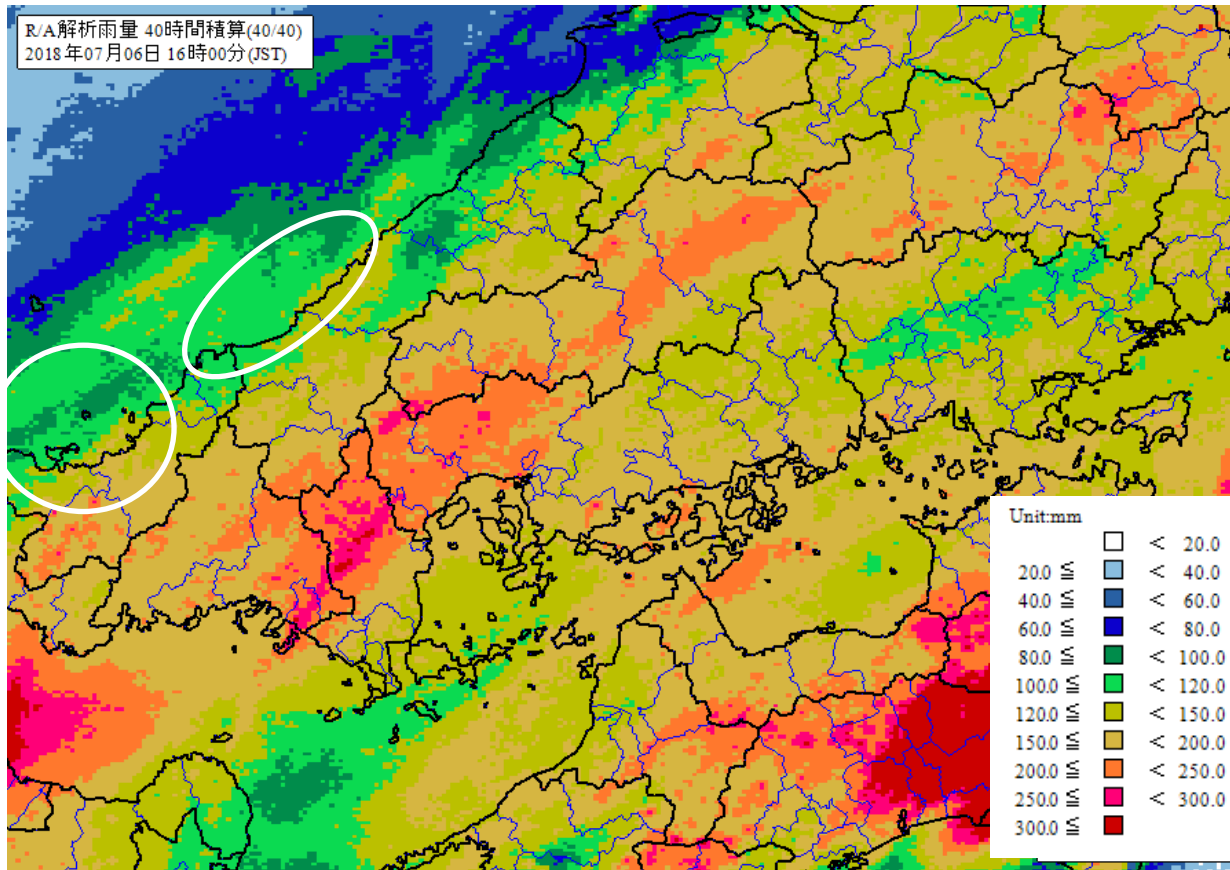 R/A解析雨量 40時間積算(40/40)
2018年07月06日 16時00分(JST)
Unit:mm
< 20.0
20.0 ≦ < 40.0
40.0 ≦ < 60.0
60.0 ≦ < 80.0
80.0 ≦ < 100.0
100.0 ≦ < 120.0
120.0 ≦ < 150.0
150.0 ≦ < 200.0
200.0 ≦ < 250.0
250.0 ≦ < 300.0
300.0 ≦